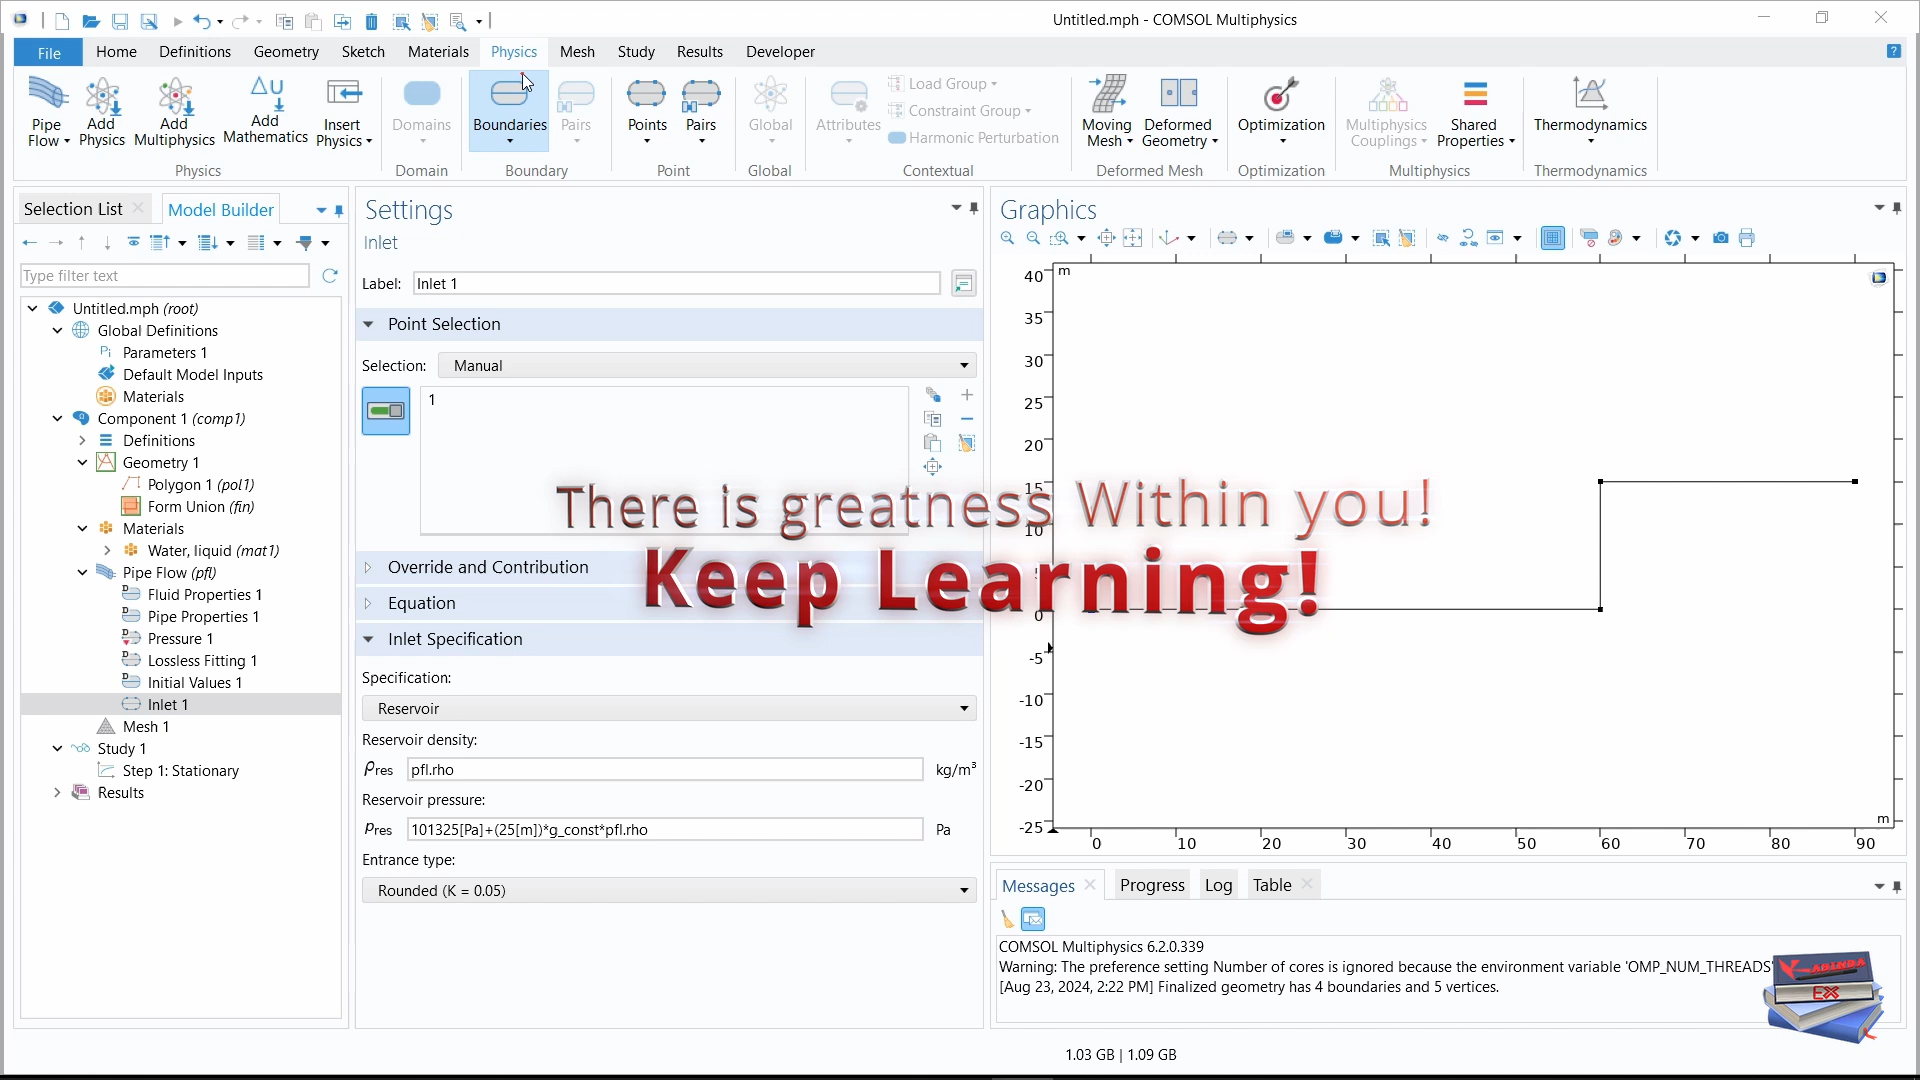 Untitled.mph - COMSOL Multiphysics
File Home Definitions Geometry Sketch Materials Physics Mesh Study Results Developer
Pipe Flow
Add Physics
Add Multiphysics
Add Mathematics
Insert Physics
Physics
Domains
Domain
Boundaries
Pairs
Boundary
Points
Pairs
Point
Global
Global
Attributes
Load Group
Constraint Group
Harmonic Perturbation
Contextual
Moving Mesh
Deformed Geometry
Deformed Mesh
Optimization
Optimization
Multiphysics Couplings
Shared Properties
Multiphysics
Thermodynamics
Thermodynamics
Selection List
Model Builder
Type filter text
Untitled.mph (root)
Global Definitions
Pi Parameters 1
Default Model Inputs
Materials
Component 1 (comp1)
Definitions
Geometry 1
Polygon 1 (pol1)
Form Union (fin)
Materials
Water, liquid (mat1)
Pipe Flow (pfl)
Fluid Properties 1
Pipe Properties 1
Pressure 1
Lossless Fitting 1
Initial Values 1
Inlet 1
Mesh 1
Study 1
Step 1: Stationary
Results
Settings
Inlet
Label: Inlet 1
Point Selection
Selection: Manual
1
There is greatness Within you!
Keep Learning!
Override and Contribution
Equation
Inlet Specification
Specification:
Reservoir
Reservoir density:
ρres pfl.rho kg/m³
Reservoir pressure:
pres 101325[Pa]+(25[m])*g_const*pfl.rho Pa
Entrance type:
Rounded (K = 0.05)
Graphics
m
40
35
30
25
20
15
10
0
-5
-10
-15
-20
-25
m
0 10 20 30 40 50 60 70 80 90
Messages Progress Log Table
COMSOL Multiphysics 6.2.0.339
Warning: The preference setting Number of cores is ignored because the environment variable 'OMP_NUM_THREADS'
[Aug 23, 2024, 2:22 PM] Finalized geometry has 4 boundaries and 5 vertices.
EX
1.03 GB | 1.09 GB